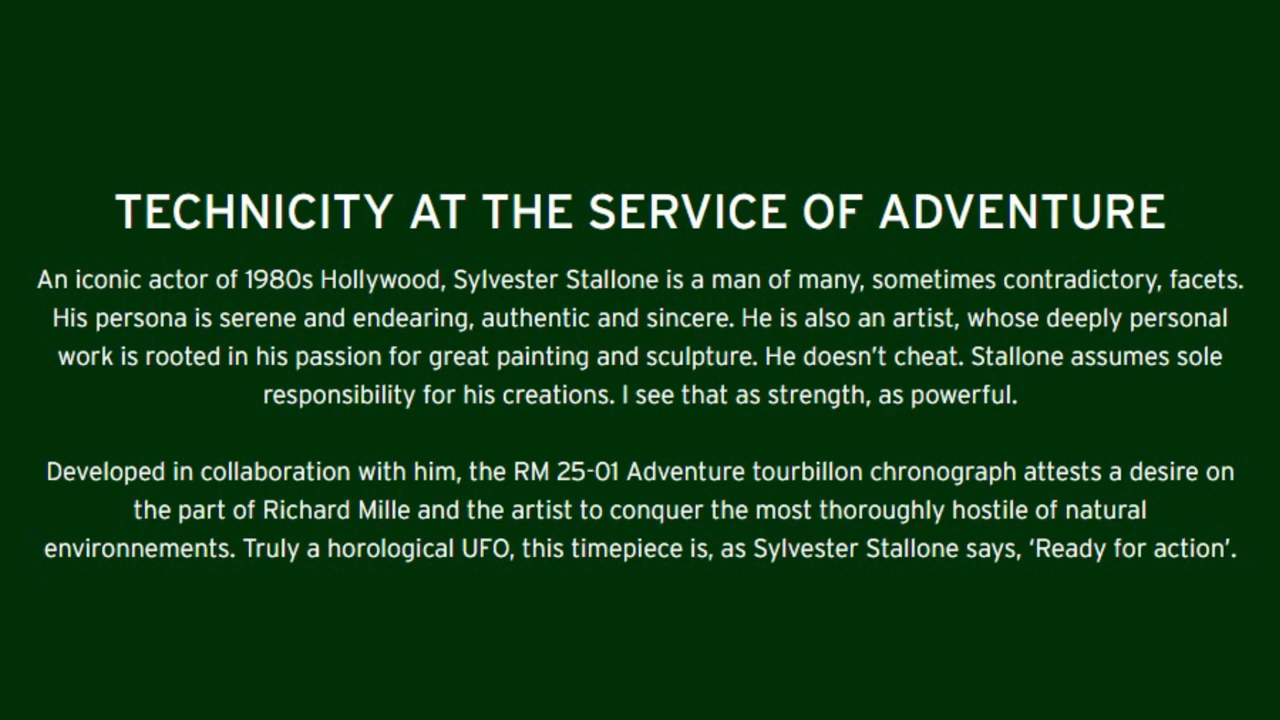 TECHNICITY AT THE SERVICE OF ADVENTURE
An iconic actor of 1980s Hollywood, Sylvester Stallone is a man of many, sometimes contradictory, facets.
His persona is serene and endearing, authentic and sincere. He is also an artist, whose deeply personal
work is rooted in his passion for great painting and sculpture. He doesn't cheat. Stallone assumes sole
responsibility for his creations. I see that as strength, as powerful.
Developed in collaboration with him, the RM 25-01 Adventure tourbillon chronograph attests a desire on
the part of Richard Mille and the artist to conquer the most thoroughly hostile of natural
environnements. Truly a horological UFO, this timepiece is, as Sylvester Stallone says, ‘Ready for action’.